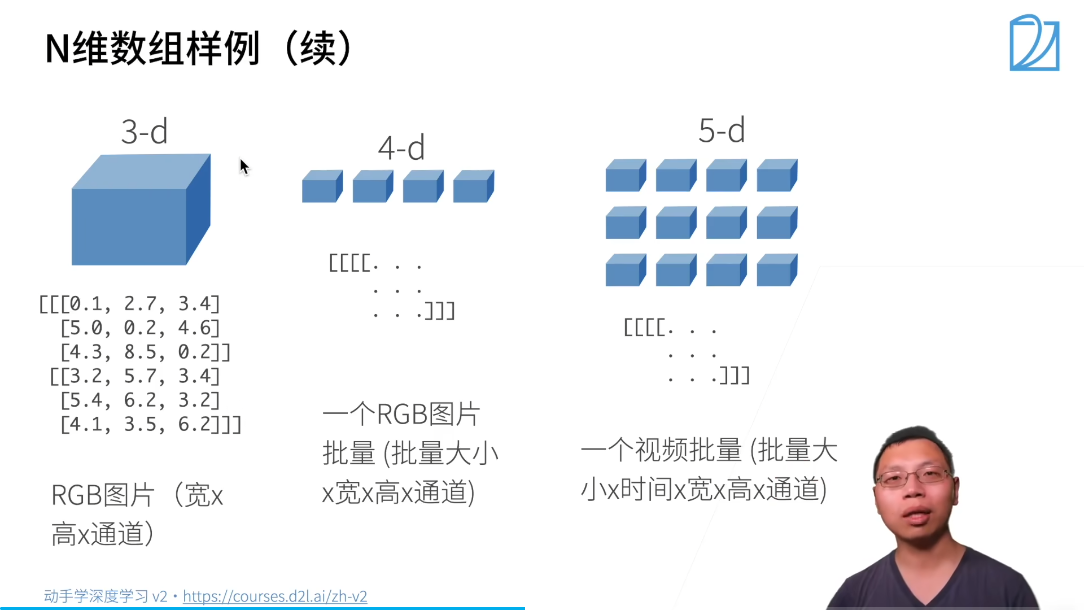 N维数组样例（续）
3-d
[[[0.1, 2.7, 3.4]
[5.0, 0.2, 4.6]
[4.3, 8.5, 0.2]]
[[3.2, 5.7, 3.4]
[5.4, 6.2, 3.2]
[4.1, 3.5, 6.2]]]
RGB图片（宽x
高x通道）
4-d
[[[[. . .
. . .
. . .]]]
一个RGB图片
批量 (批量大小
x宽x高x通道)
5-d
[[[[. . .
. . .
. . .]]]
一个视频批量 (批量大
小x时间x宽x高x通道)
动手学深度学习 v2 • https://courses.d2l.ai/zh-v2